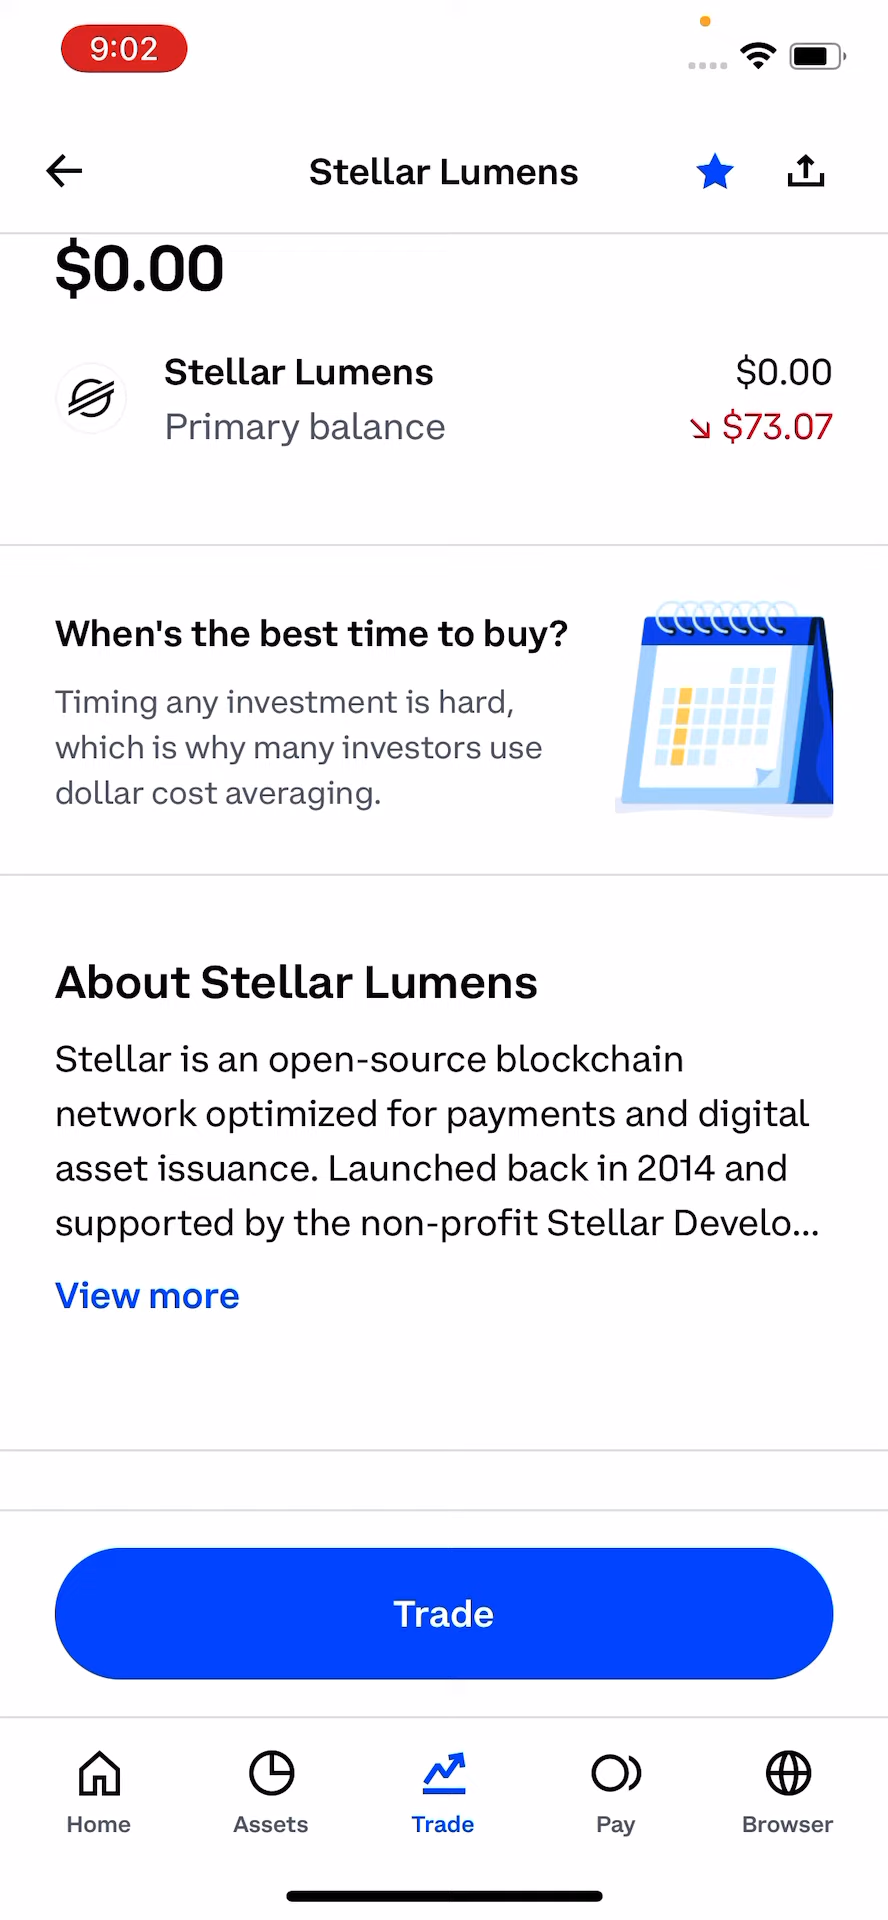 9:02
Stellar Lumens
$0.00
Stellar Lumens
$0.00
Primary balance
↘ $73.07
When's the best time to buy?
Timing any investment is hard,
which is why many investors use
dollar cost averaging.
About Stellar Lumens
Stellar is an open-source blockchain
network optimized for payments and digital
asset issuance. Launched back in 2014 and
supported by the non-profit Stellar Develo...
View more
Trade
Home
Assets
Trade
Pay
Browser